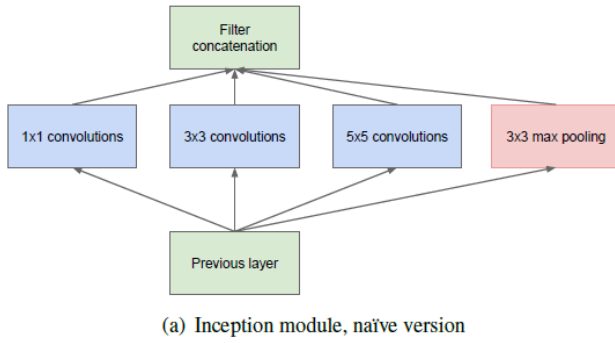 Filter
concatenation
1x1 convolutions
3x3 convolutions
5x5 convolutions
3x3 max pooling
Previous layer
(a) Inception module, naïve version